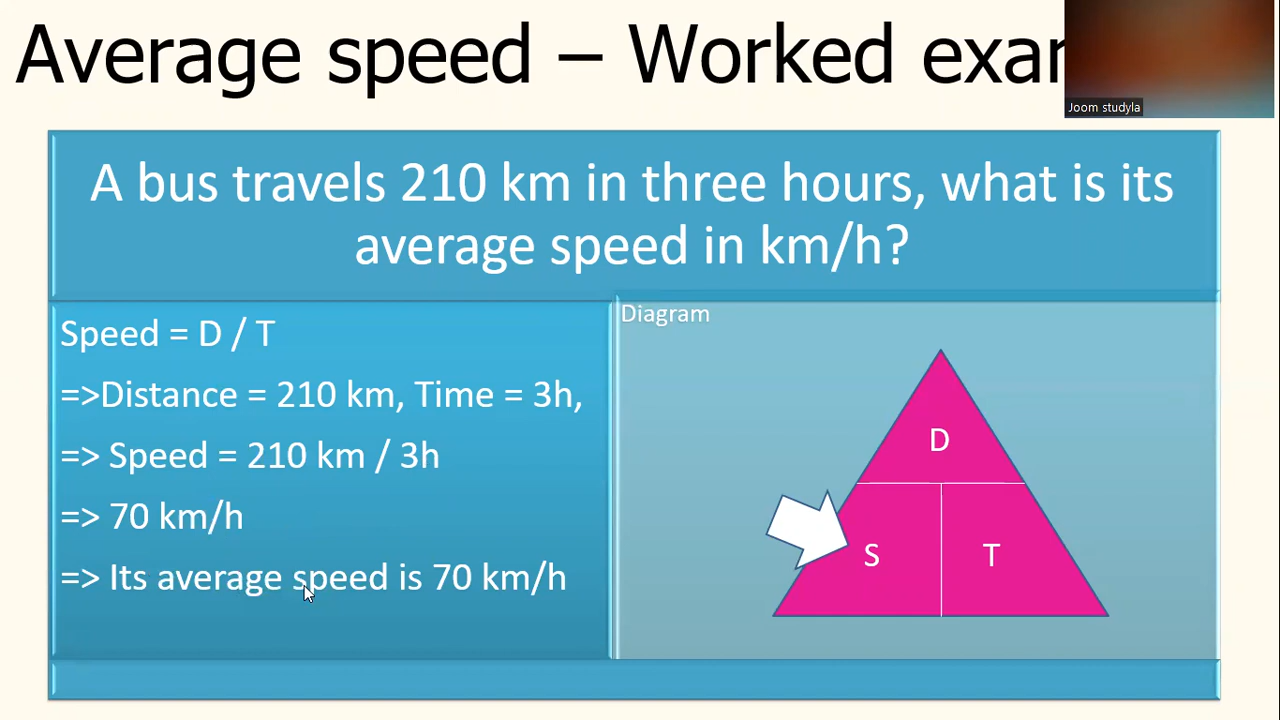 Average speed – Worked exam
Joom studyla
A bus travels 210 km in three hours, what is its
average speed in km/h?
Speed = D / T
=>Distance = 210 km, Time = 3h,
=> Speed = 210 km / 3h
=> 70 km/h
=> Its average speed is 70 km/h
Diagram
D
S
T